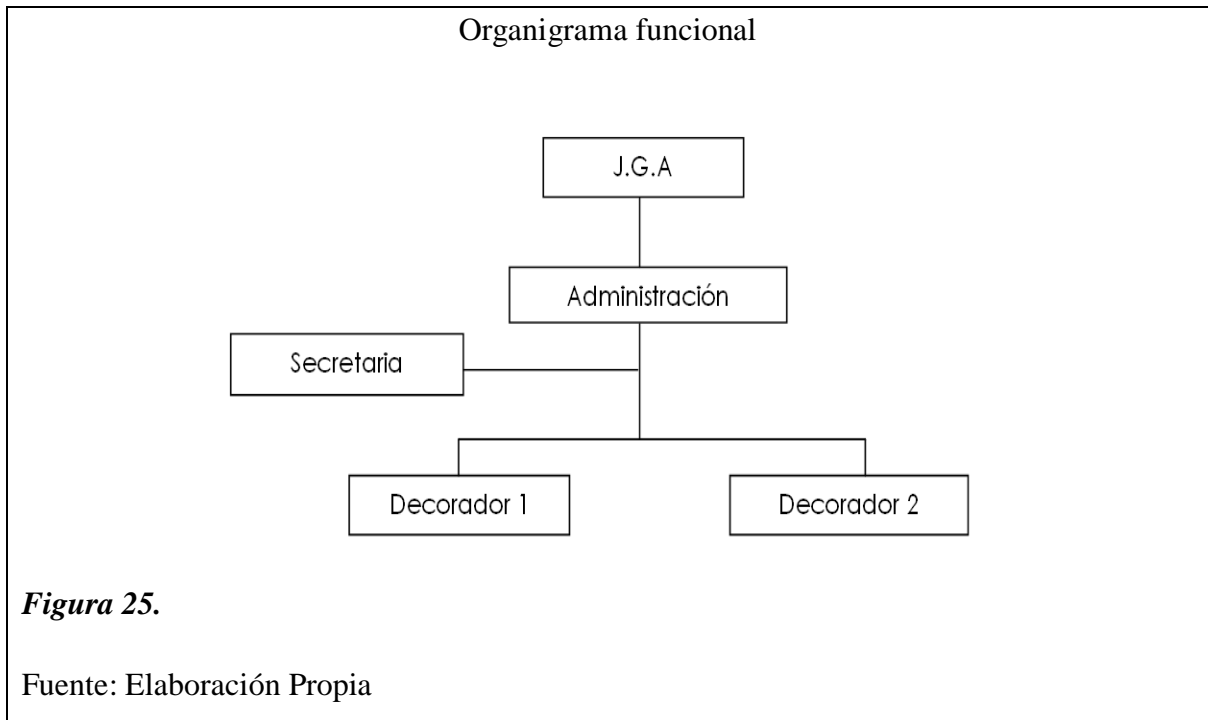 Organigrama funcional
J.G.A
Administración
Secretaria
Decorador 1
Decorador 2
Figura 25.
Fuente: Elaboración Propia